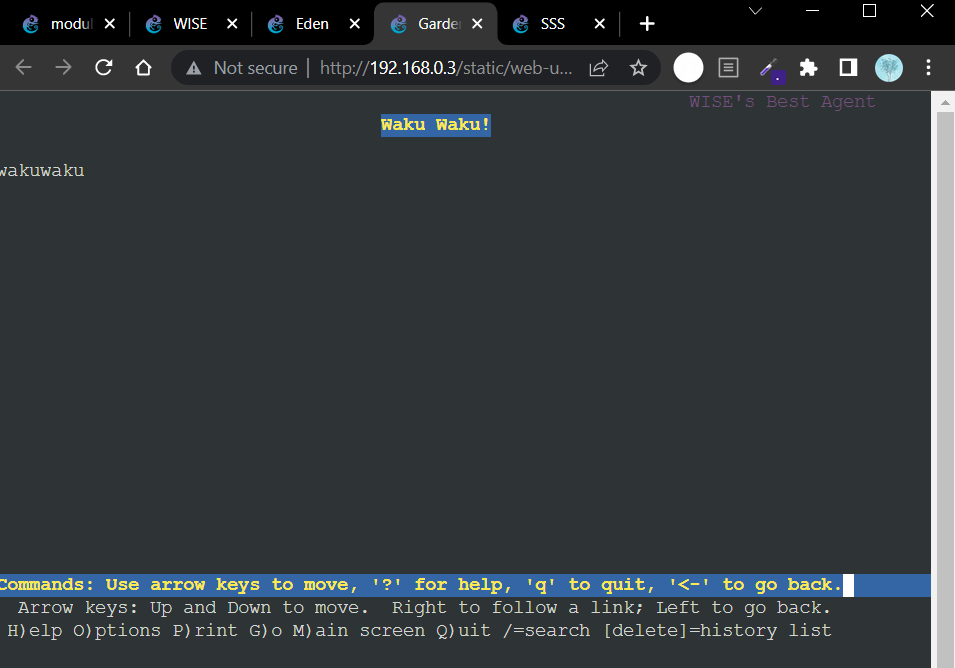 modul WISE Eden Garden SSS
Not secure | http://192.168.0.3/static/web-u...
WISE's Best Agent
Waku Waku!
wakuwaku
Commands: Use arrow keys to move, '?' for help, 'q' to quit, '<-' to go back.
Arrow keys: Up and Down to move. Right to follow a link; Left to go back.
H)elp O)ptions P)rint G)o M)ain screen Q)uit /=search [delete]=history list